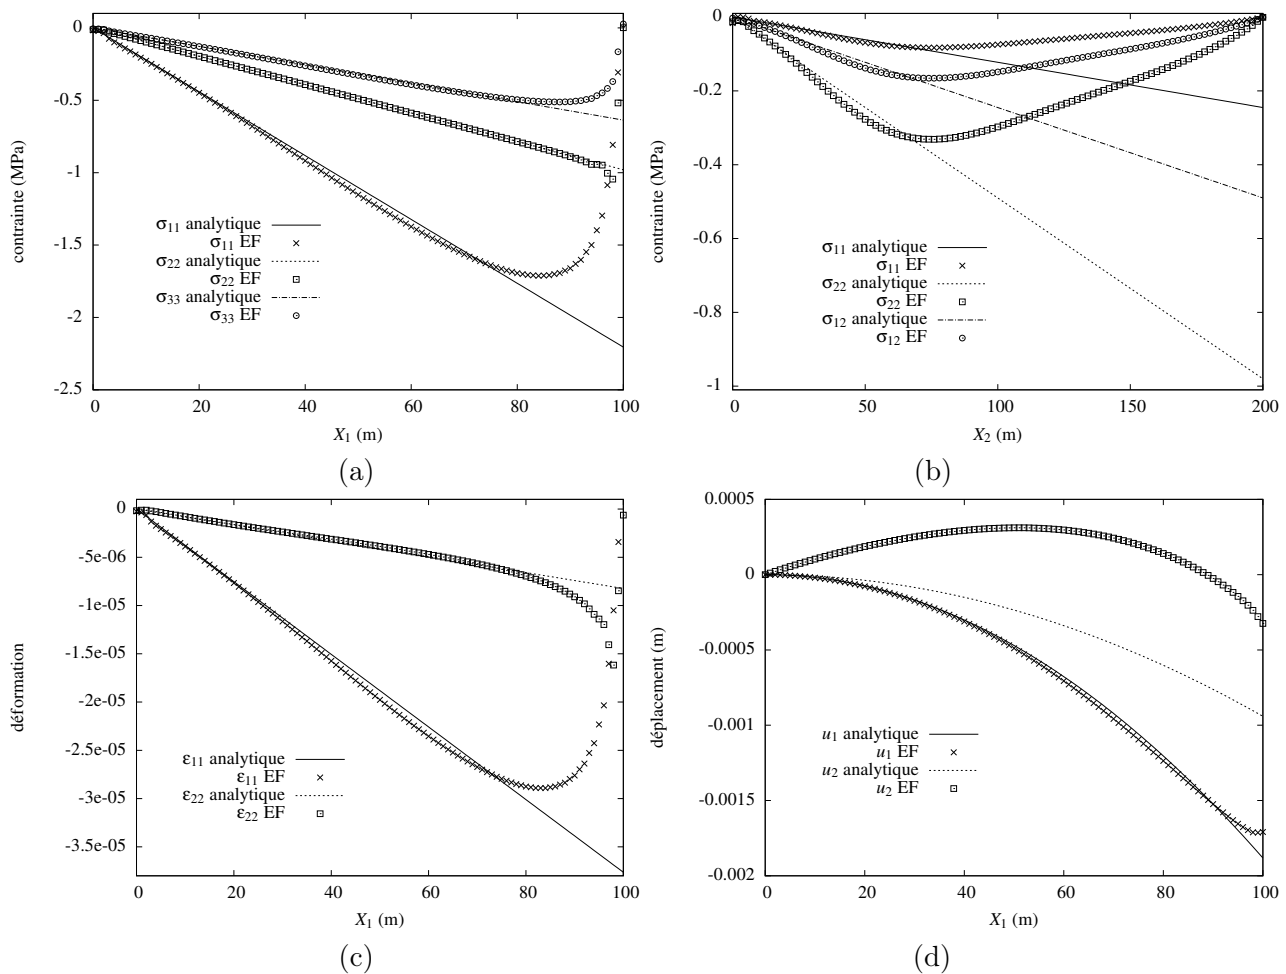 0
-0.5
-1
-1.5
-2
-2.5
0 20 40 60 80 100
contrainte (MPa)
X1 (m)
σ11 analytique
σ11 EF
σ22 analytique
σ22 EF
σ33 analytique
σ33 EF
(a)
0
-0.2
-0.4
-0.6
-0.8
-1
0 50 100 150 200
contrainte (MPa)
X2 (m)
σ11 analytique
σ11 EF
σ22 analytique
σ22 EF
σ12 analytique
σ12 EF
(b)
0
-5e-06
-1e-05
-1.5e-05
-2e-05
-2.5e-05
-3e-05
-3.5e-05
0 20 40 60 80 100
déformation
X1 (m)
ε11 analytique
ε11 EF
ε22 analytique
ε22 EF
(c)
0.0005
0
-0.0005
-0.001
-0.0015
-0.002
0 20 40 60 80 100
déplacement (m)
X1 (m)
u1 analytique
u1 EF
u2 analytique
u2 EF
(d)